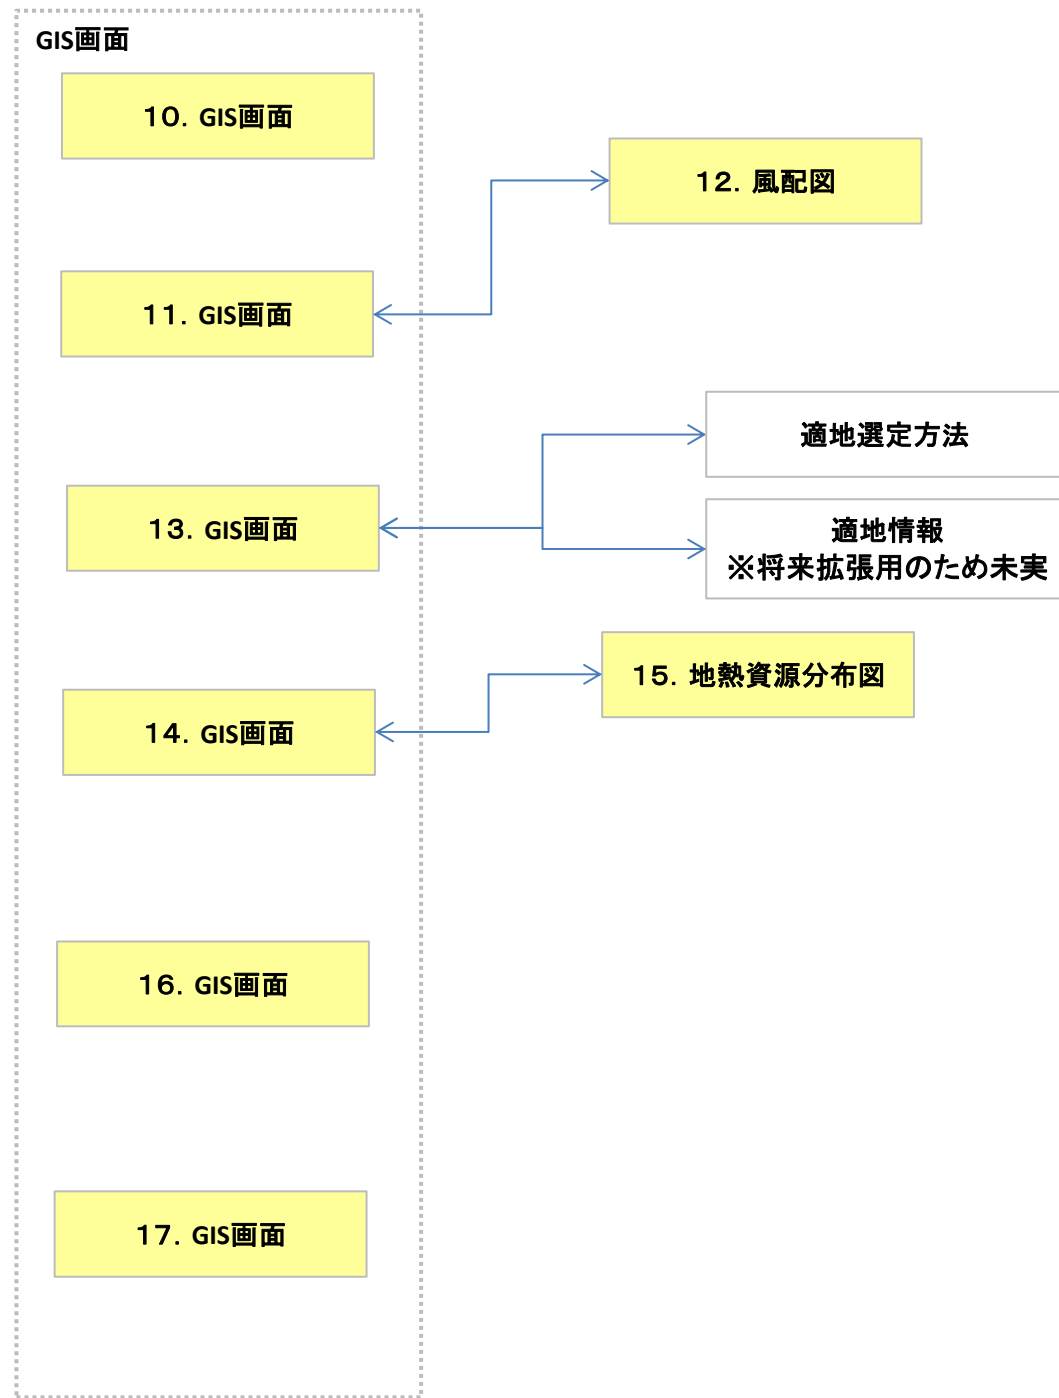 GIS画面
10. GIS画面
12. 風配図
11. GIS画面
適地選定方法
13. GIS画面
適地情報
※将来拡張用のため未実
15. 地熱資源分布図
14. GIS画面
16. GIS画面
17. GIS画面